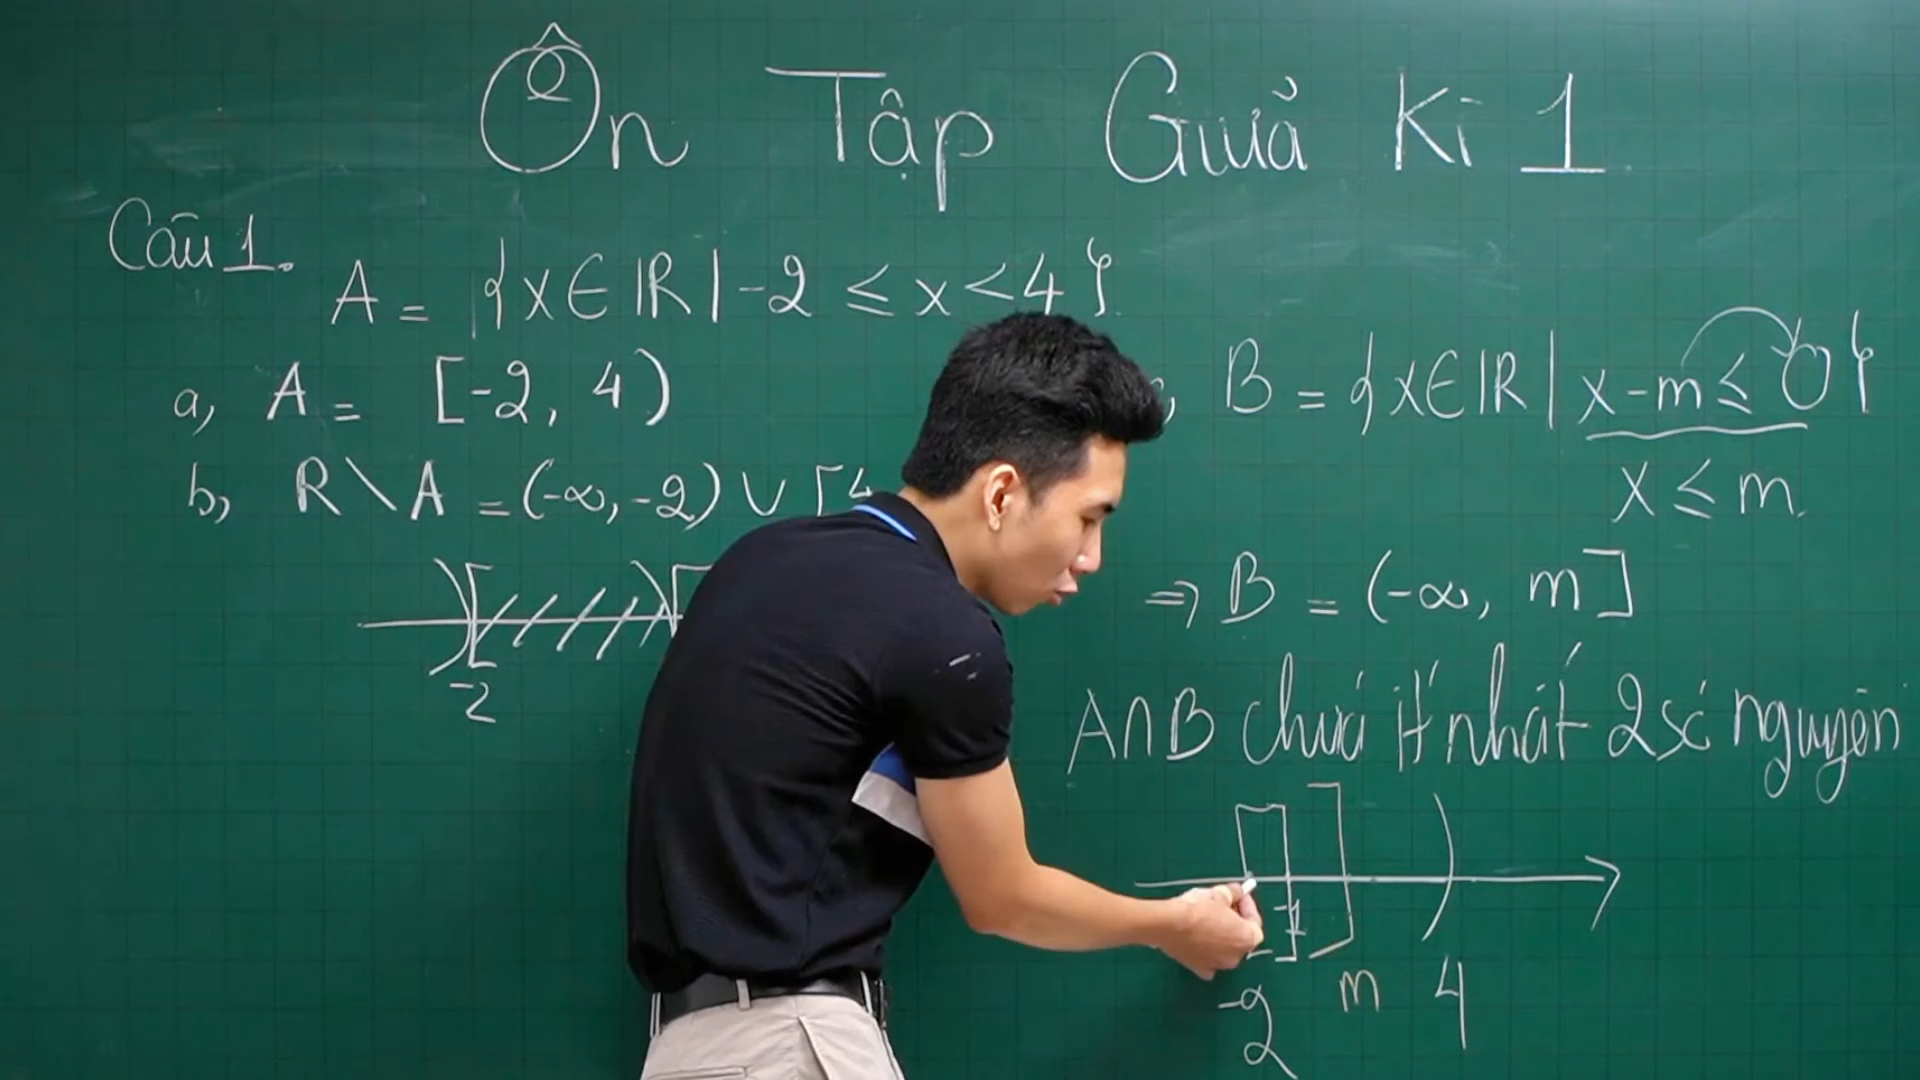 Ôn Tập Giưả Kì 1
Câu 1. A = {x ∈ ℝ | -2 ≤ x < 4}
a, A = [-2, 4)
b, R \ A = (-∞, -2) ∪ [4
-2
B = {x ∈ ℝ | x - m ≤ 0}
x ≤ m
⇒ B = (-∞, m]
A∩B chứa ít nhất 2 số nguyên
-1
-2 m 4